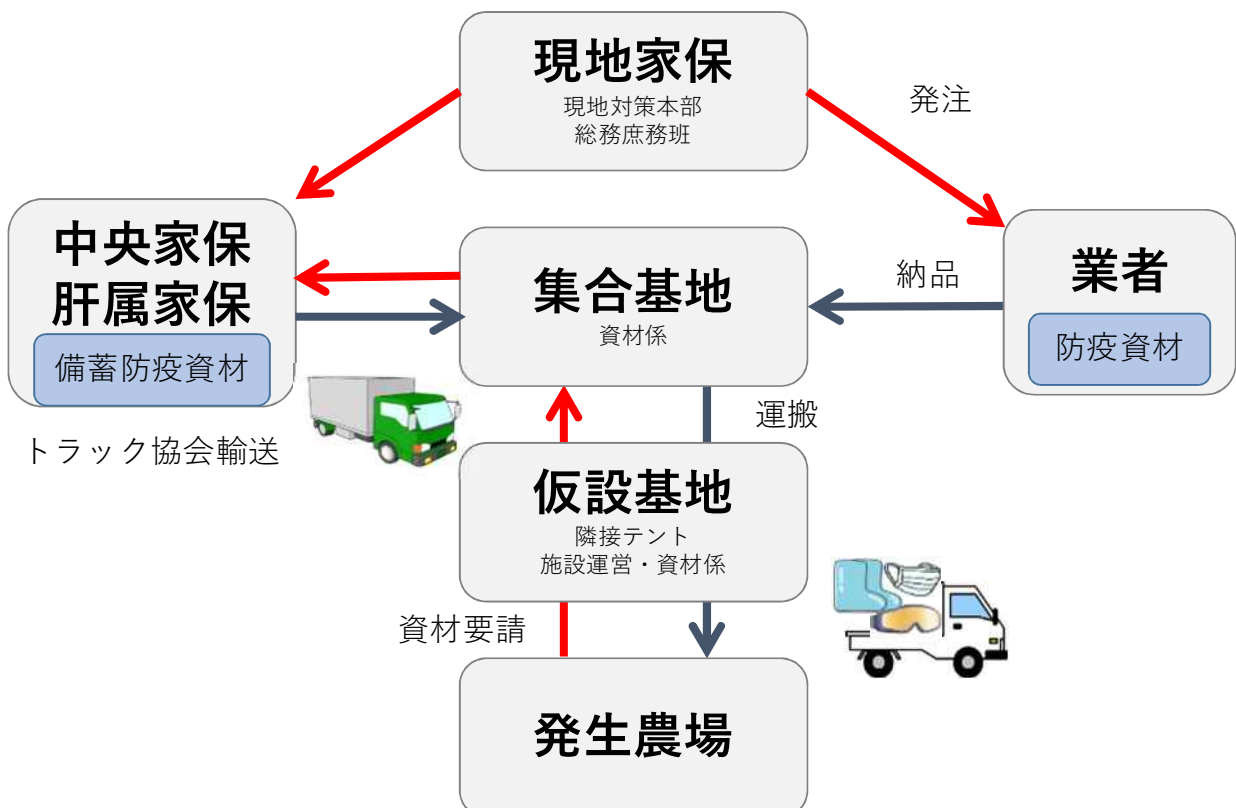 現地家保
現地対策本部
総務庶務班
発注
中央家保
肝属家保
備蓄防疫資材
トラック協会輸送
集合基地
資材係
納品
業者
防疫資材
運搬
仮設基地
隣接テント
施設運営・資材係
資材要請
発生農場